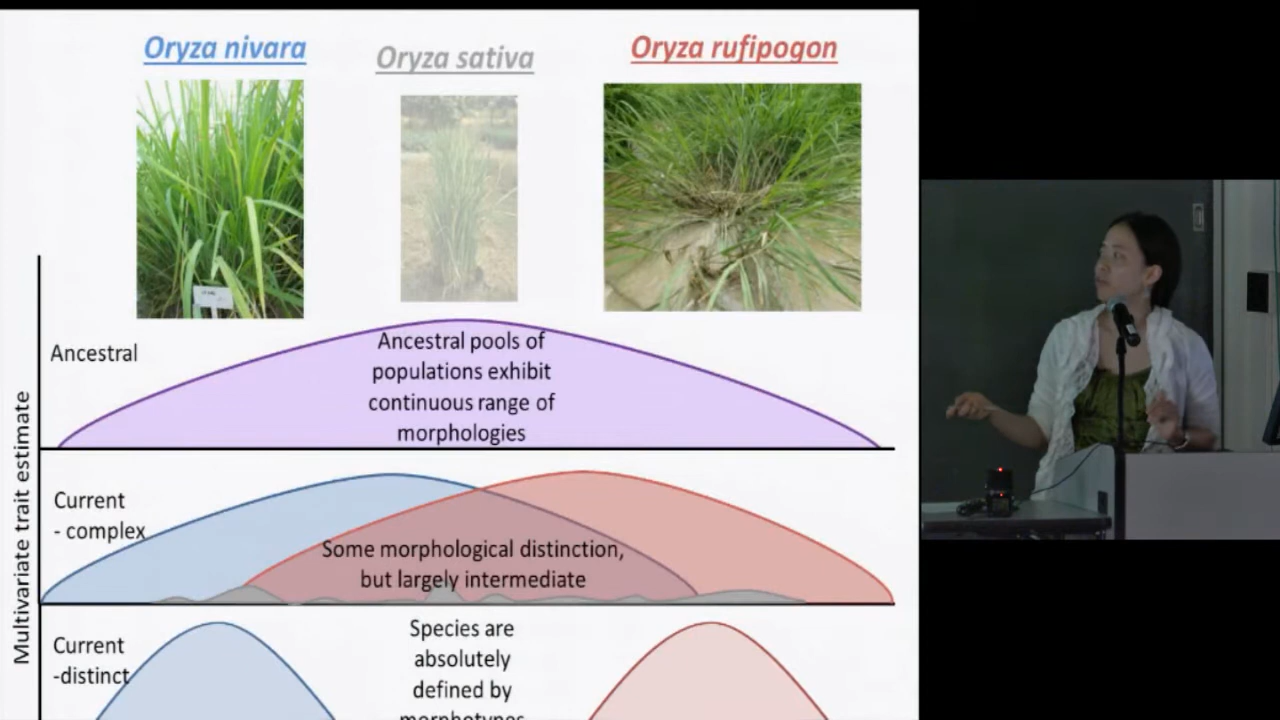 Oryza nivara
Oryza sativa
Oryza rufipogon
Multivariate trait estimate
Ancestral
Ancestral pools of
populations exhibit
continuous range of
morphologies
Current
- complex
Some morphological distinction,
but largely intermediate
Current
-distinct
Species are
absolutely
defined by
morphotypes